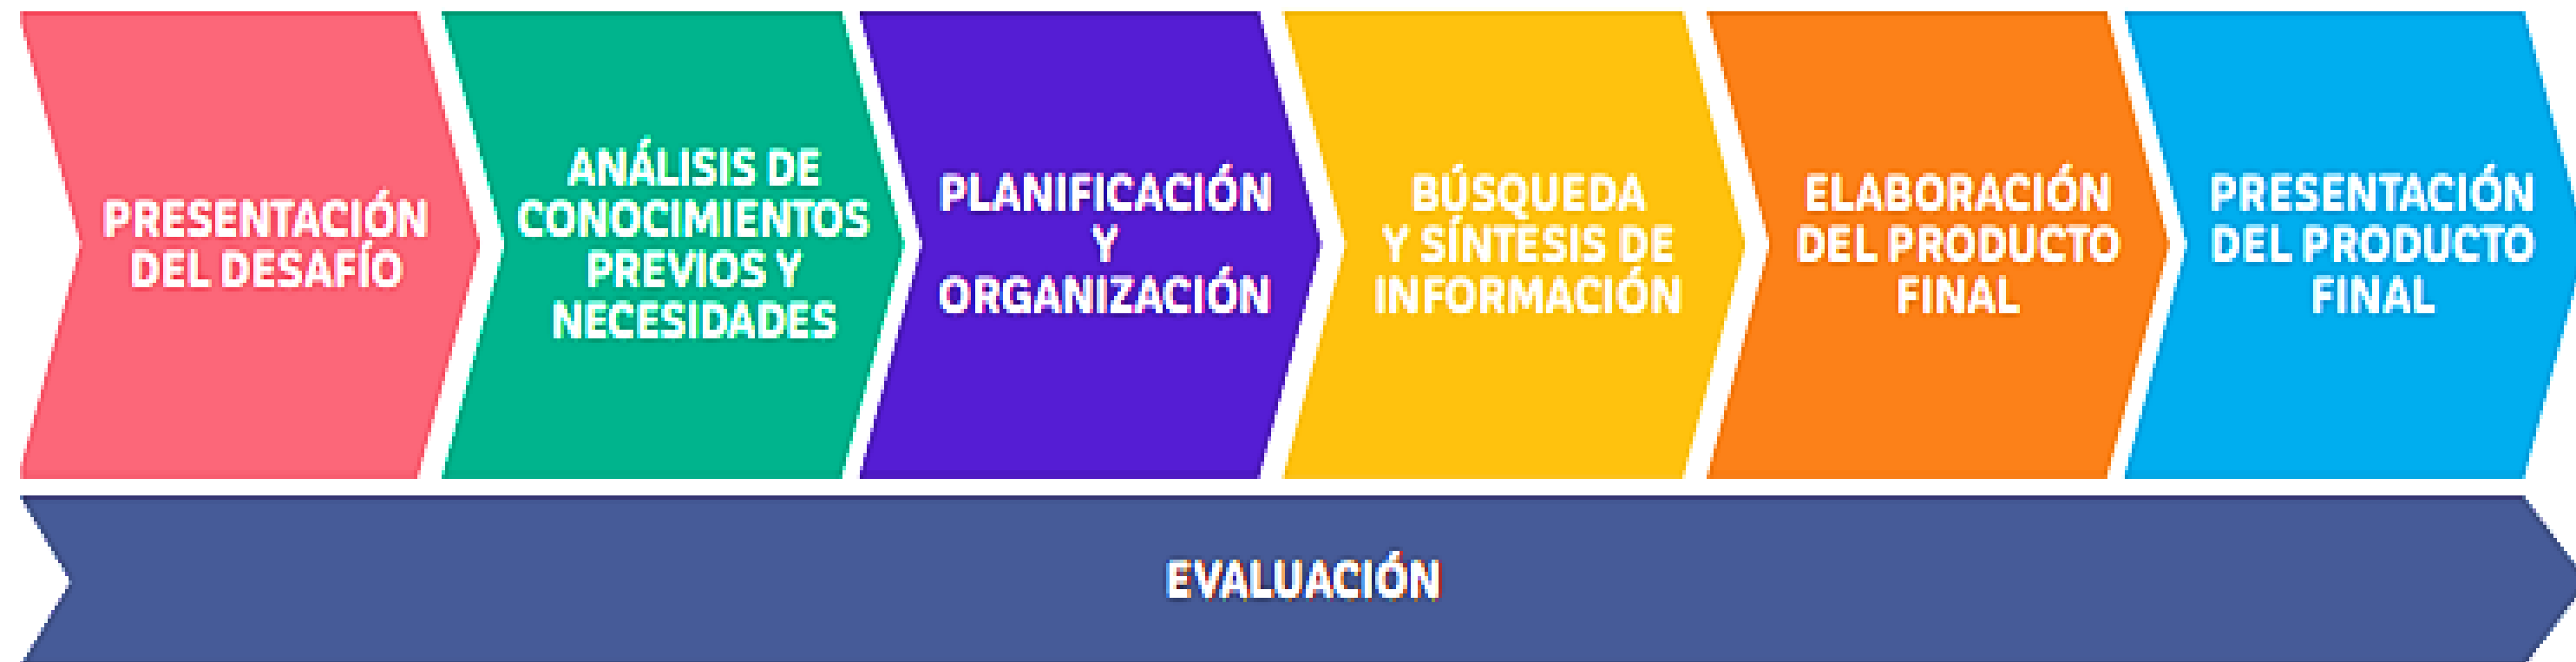 PRESENTACIÓN
DEL DESAFÍO
ANÁLISIS DE
CONOCIMIENTOS
PREVIOS Y
NECESIDADES
PLANIFICACIÓN
Y
ORGANIZACIÓN
BÚSQUEDA
Y SÍNTESIS DE
INFORMACIÓN
ELABORACIÓN
DEL PRODUCTO
FINAL
PRESENTACIÓN
DEL PRODUCTO
FINAL
EVALUACIÓN